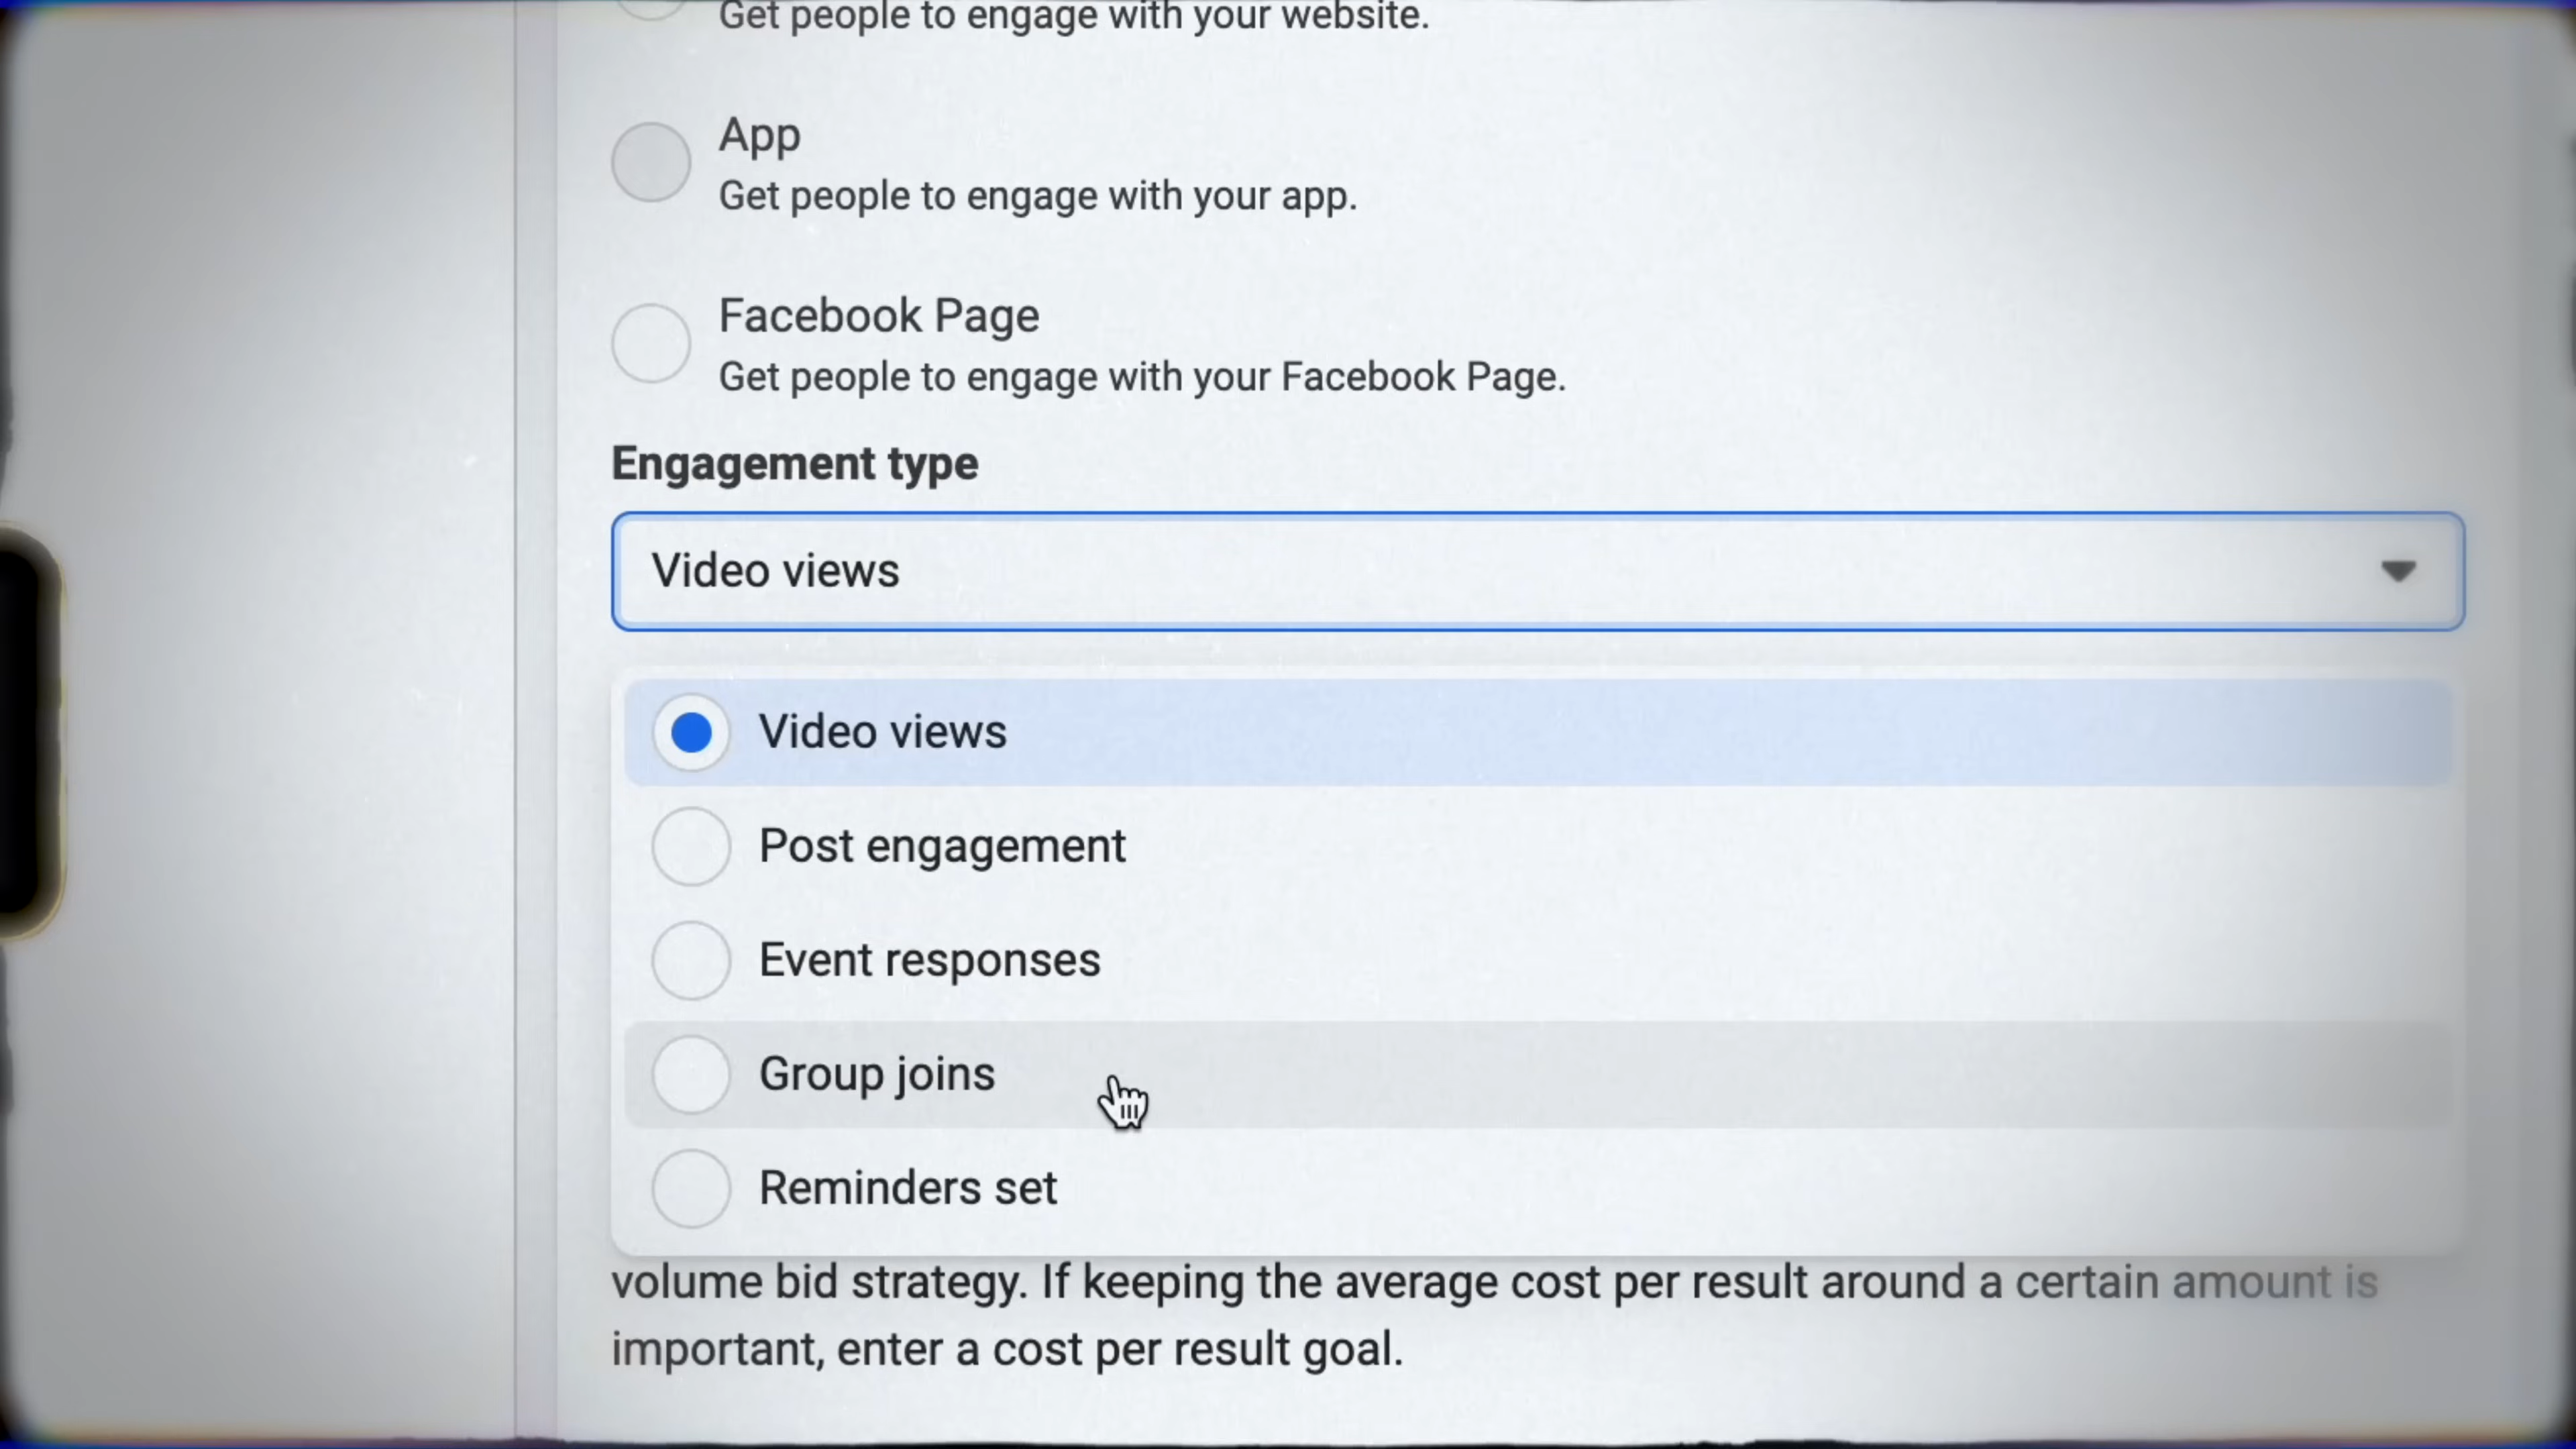 Get people to engage with your website.
App
Get people to engage with your app.
Facebook Page
Get people to engage with your Facebook Page.
Engagement type
Video views
Video views
Post engagement
Event responses
Group joins
Reminders set
volume bid strategy. If keeping the average cost per result around a certain amount is
important, enter a cost per result goal.